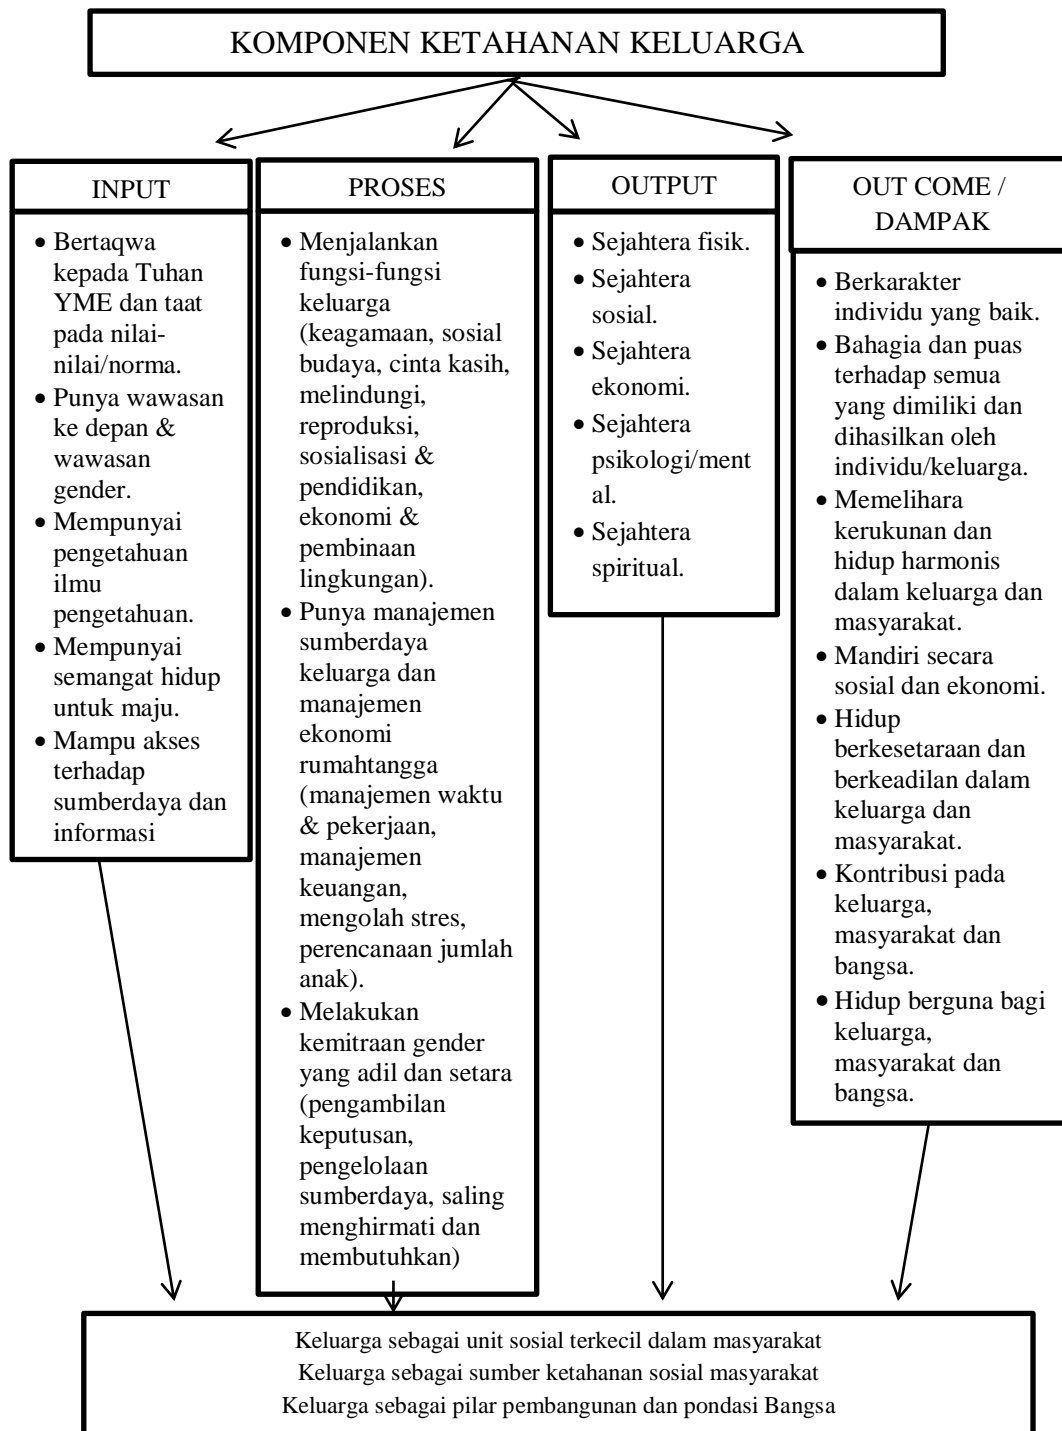 KOMPONEN KETAHANAN KELUARGA
INPUT
• Bertaqwa
kepada Tuhan
YME dan taat
pada nilai-
nilai/norma.
• Punya wawasan
ke depan &
wawasan
gender.
• Mempunyai
pengetahuan
ilmu
pengetahuan.
• Mempunyai
semangat hidup
untuk maju.
• Mampu akses
terhadap
sumberdaya dan
informasi
PROSES
• Menjalankan
fungsi-fungsi
keluarga
(keagamaan, sosial
budaya, cinta kasih,
melindungi,
reproduksi,
sosialisasi &
pendidikan,
ekonomi &
pembinaan
lingkungan).
• Punya manajemen
sumberdaya
keluarga dan
manajemen
ekonomi
rumahtangga
(manajemen waktu
& pekerjaan,
manajemen
keuangan,
mengolah stres,
perencanaan jumlah
anak).
• Melakukan
kemitraan gender
yang adil dan setara
(pengambilan
keputusan,
pengelolaan
sumberdaya, saling
menghirmati dan
membutuhkan)
OUTPUT
• Sejahtera fisik.
• Sejahtera
sosial.
• Sejahtera
ekonomi.
• Sejahtera
psikologi/ment
al.
• Sejahtera
spiritual.
OUT COME /
DAMPAK
• Berkarakter
individu yang baik.
• Bahagia dan puas
terhadap semua
yang dimiliki dan
dihasilkan oleh
individu/keluarga.
• Memelihara
kerukunan dan
hidup harmonis
dalam keluarga dan
masyarakat.
• Mandiri secara
sosial dan ekonomi.
• Hidup
berkesetaraan dan
berkeadilan dalam
keluarga dan
masyarakat.
• Kontribusi pada
keluarga,
masyarakat dan
bangsa.
• Hidup berguna bagi
keluarga,
masyarakat dan
bangsa.
Keluarga sebagai unit sosial terkecil dalam masyarakat
Keluarga sebagai sumber ketahanan sosial masyarakat
Keluarga sebagai pilar pembangunan dan pondasi Bangsa